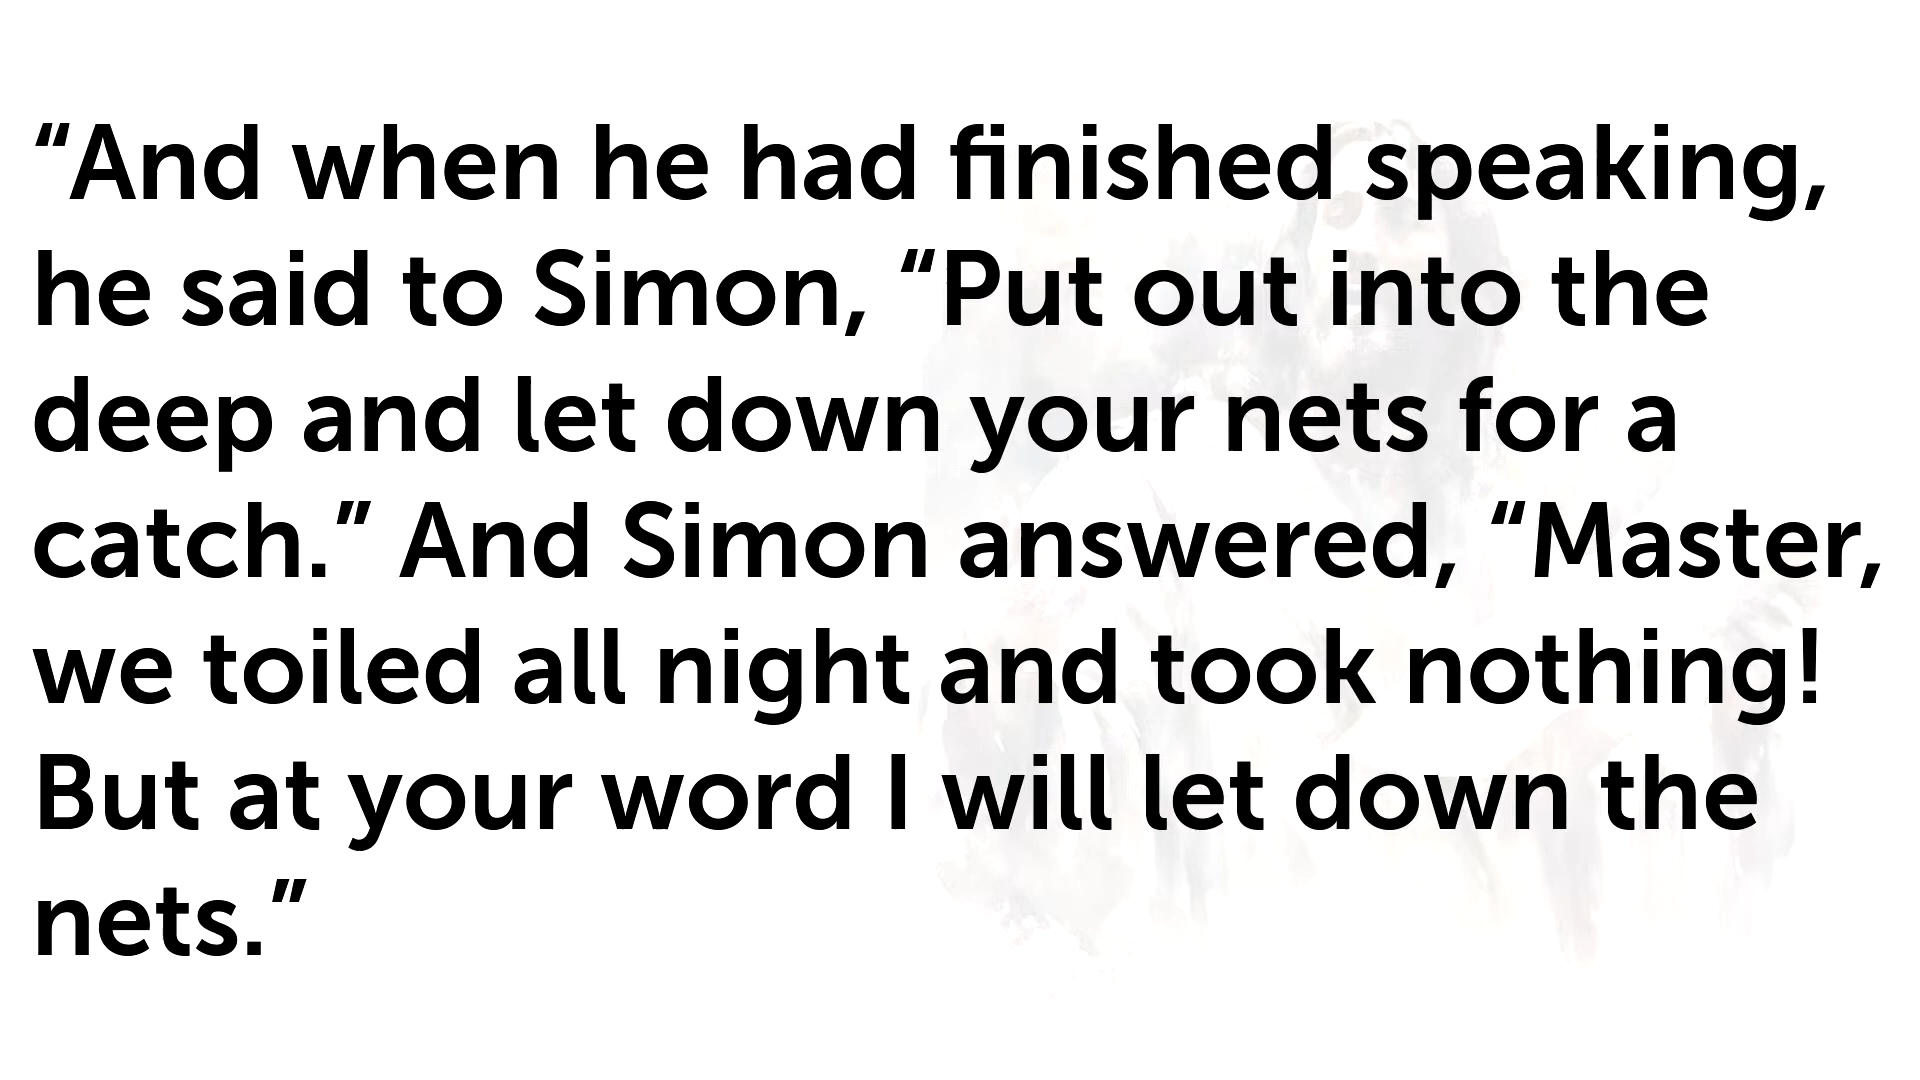 “And when he had finished speaking,
he said to Simon, “Put out into the
deep and let down your nets for a
catch.” And Simon answered, “Master,
we toiled all night and took nothing!
But at your word I will let down the
nets.”